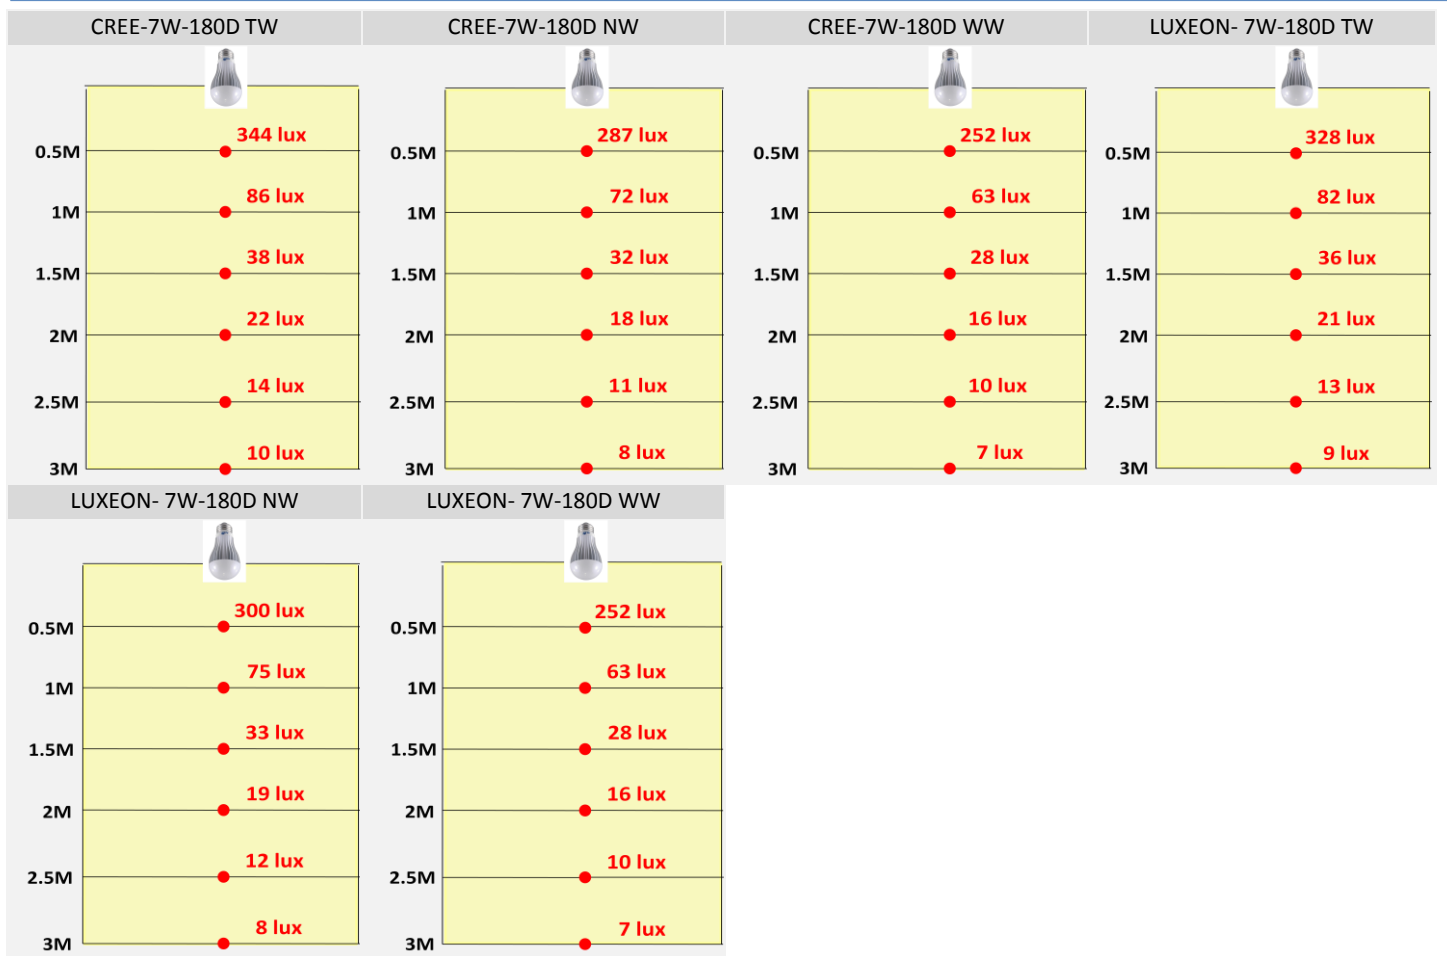 CREE-7W-180D TW
344 lux
0.5M
86 lux
1M
38 lux
1.5M
22 lux
2M
14 lux
2.5M
10 lux
3M
CREE-7W-180D NW
287 lux
0.5M
72 lux
1M
32 lux
1.5M
18 lux
2M
11 lux
2.5M
8 lux
3M
CREE-7W-180D WW
252 lux
0.5M
63 lux
1M
28 lux
1.5M
16 lux
2M
10 lux
2.5M
7 lux
3M
LUXEON- 7W-180D TW
328 lux
0.5M
82 lux
1M
36 lux
1.5M
21 lux
2M
13 lux
2.5M
9 lux
3M
LUXEON- 7W-180D NW
300 lux
0.5M
75 lux
1M
33 lux
1.5M
19 lux
2M
12 lux
2.5M
8 lux
3M
LUXEON- 7W-180D WW
252 lux
0.5M
63 lux
1M
28 lux
1.5M
16 lux
2M
10 lux
2.5M
7 lux
3M